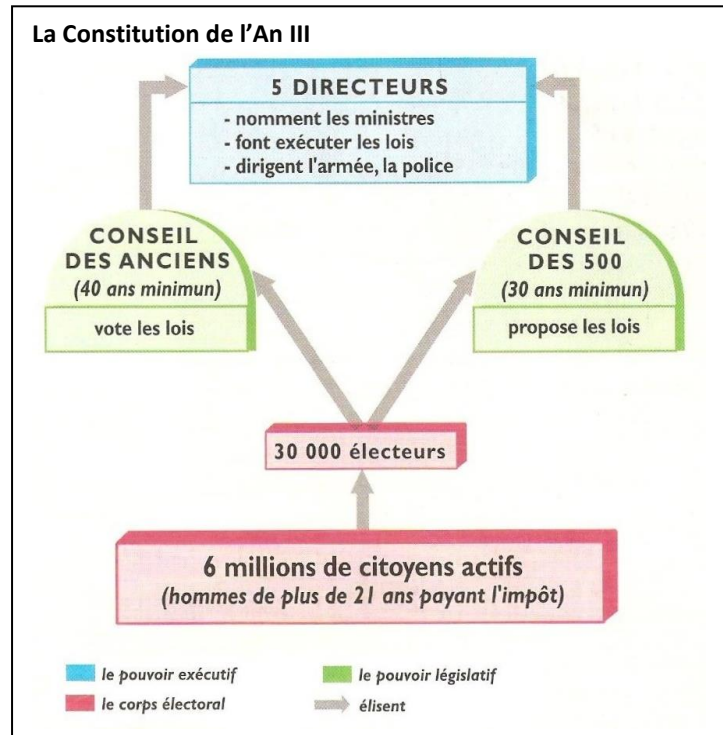 La Constitution de l'An III
5 DIRECTEURS
- nomment les ministres
- font exécuter les lois
- dirigent l'armée, la police
CONSEIL
DES ANCIENS
(40 ans minimun)
vote les lois
CONSEIL
DES 500
(30 ans minimun)
propose les lois
30 000 électeurs
6 millions de citoyens actifs
(hommes de plus de 21 ans payant l'impôt)
le pouvoir exécutif
le pouvoir législatif
le corps électoral
élisent